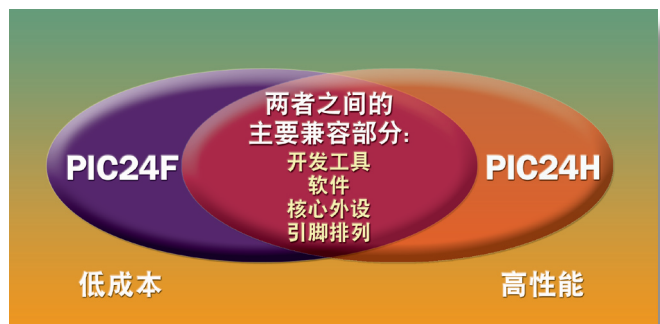 两者之间的
主要兼容部分：
PIC24F
开发工具
软件
核心外设
引脚排列
PIC24H
低成本
高性能